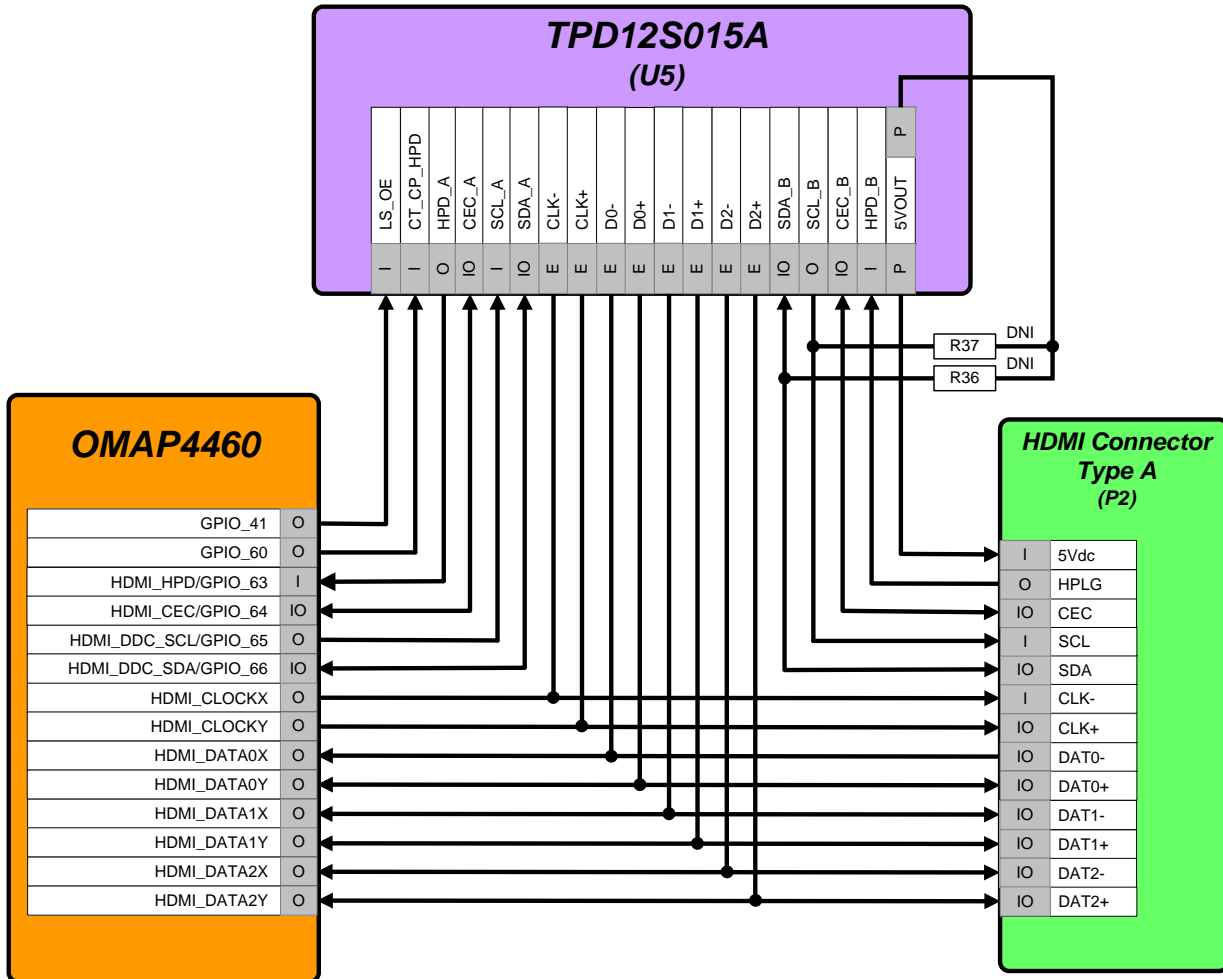 TPD12S015A
(U5)
LS_OE
CT_CP_HPD
HPD_A
CEC_A
SCL_A
SDA_A
CLK-
CLK+
D0-
D0+
D1-
D1+
D2-
D2+
SDA_B
SCL_B
CEC_B
HPD_B
5VOUT
P
I
I
O
IO
I
IO
E
E
E
E
E
E
E
E
IO
O
IO
I
P
R37
DNI
R36
DNI
OMAP4460
GPIO_41 O
GPIO_60 O
HDMI_HPD/GPIO_63 I
HDMI_CEC/GPIO_64 IO
HDMI_DDC_SCL/GPIO_65 O
HDMI_DDC_SDA/GPIO_66 IO
HDMI_CLOCKX O
HDMI_CLOCKY O
HDMI_DATA0X O
HDMI_DATA0Y O
HDMI_DATA1X O
HDMI_DATA1Y O
HDMI_DATA2X O
HDMI_DATA2Y O
HDMI Connector
Type A
(P2)
I 5Vdc
O HPLG
IO CEC
I SCL
IO SDA
I CLK-
IO CLK+
IO DAT0-
IO DAT0+
IO DAT1-
IO DAT1+
IO DAT2-
IO DAT2+